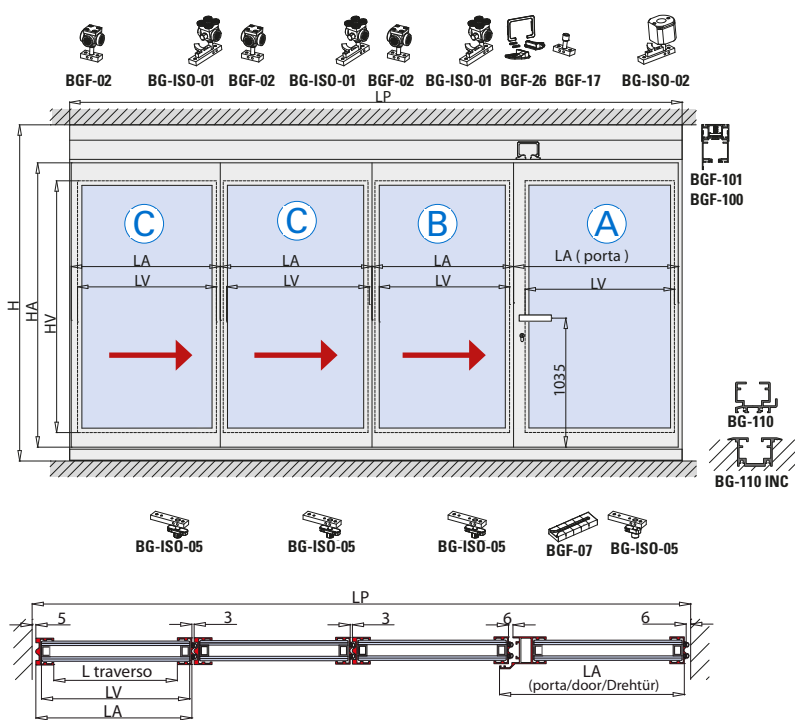 BGF-02 BG-ISO-01 BGF-02 BG-ISO-01 BGF-02 BG-ISO-01 BGF-26 BGF-17 BG-ISO-02
LP
BGF-101
BGF-100
C C B A
LA LA LA LA ( porta )
LV LV LV LV
H HA HV
1035
BG-110
BG-110 INC
BG-ISO-05 BG-ISO-05 BG-ISO-05 BGF-07 BG-ISO-05
LP
5 3 3 6 6
L traverso
LV
LA
LA
(porta/door/Drehtür)